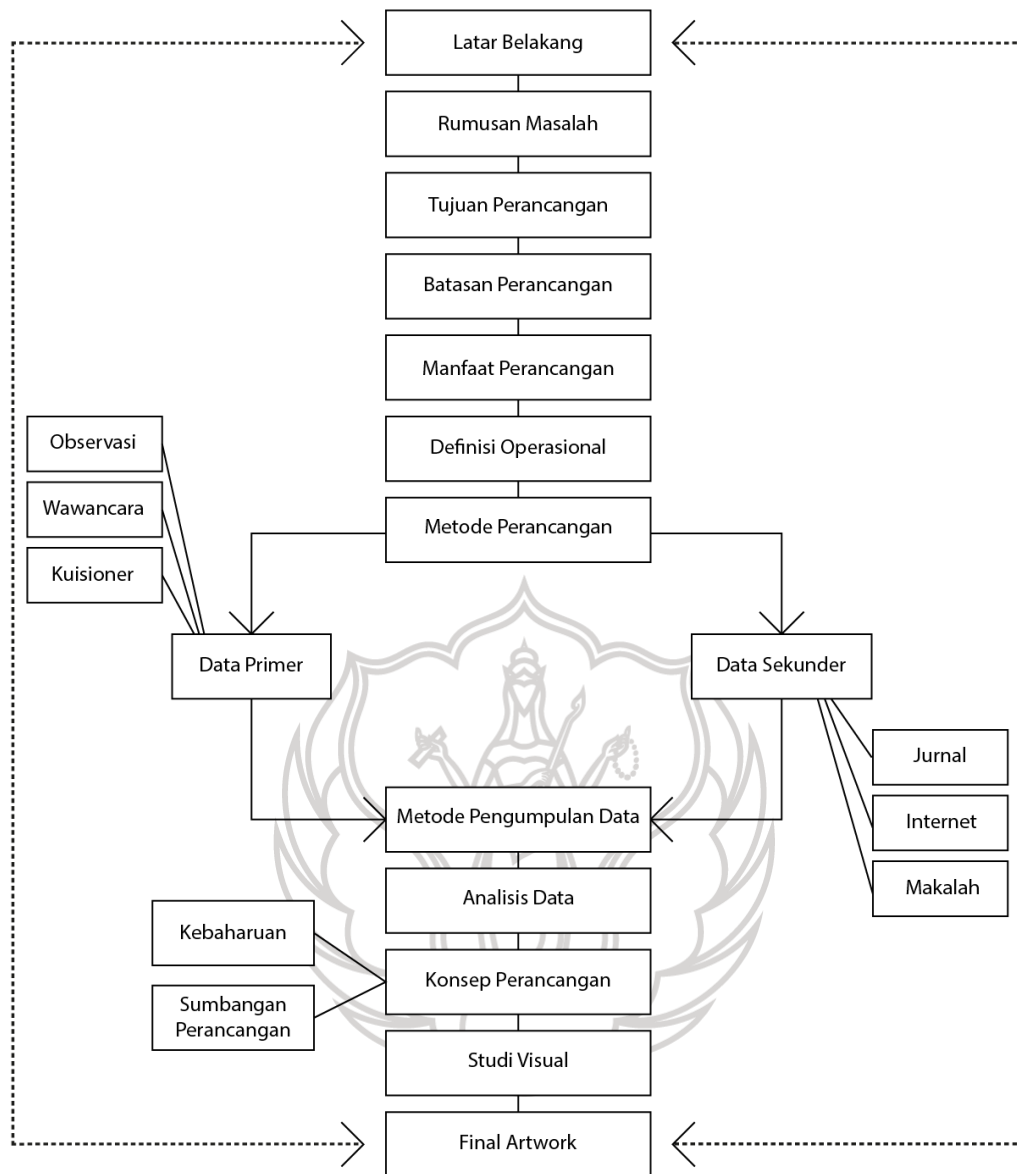 Latar Belakang
Rumusan Masalah
Tujuan Perancangan
Batasan Perancangan
Manfaat Perancangan
Definisi Operasional
Observasi
Wawancara
Kuisioner
Metode Perancangan
Data Primer
Data Sekunder
Jurnal
Internet
Makalah
Metode Pengumpulan Data
Analisis Data
Kebaharuan
Sumbangan
Perancangan
Konsep Perancangan
Studi Visual
Final Artwork